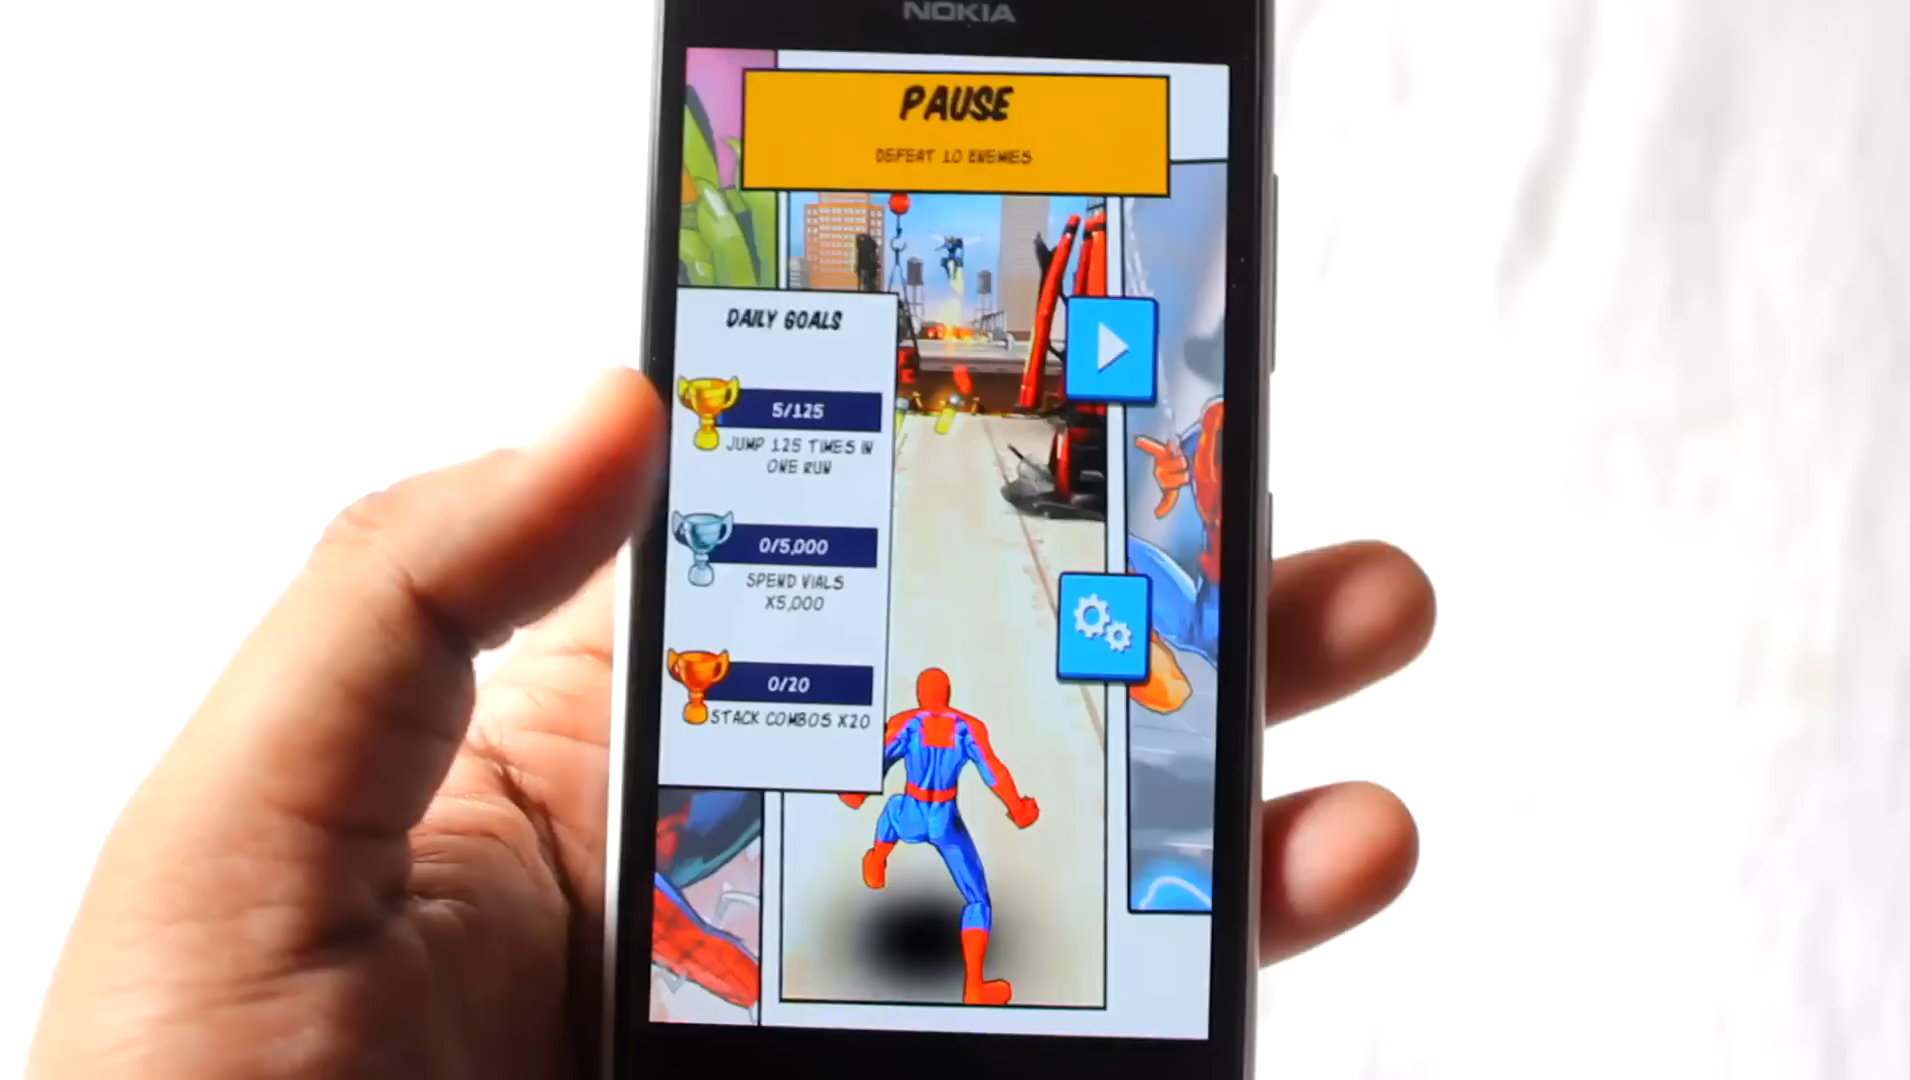 NOKIA
PAUSE
DEFEAT 10 ENEMIES
DAILY GOALS
5/125
JUMP 125 TIMES IN
ONE RUN
0/5,000
SPEND VIALS
X5,000
0/20
STACK COMBOS X20